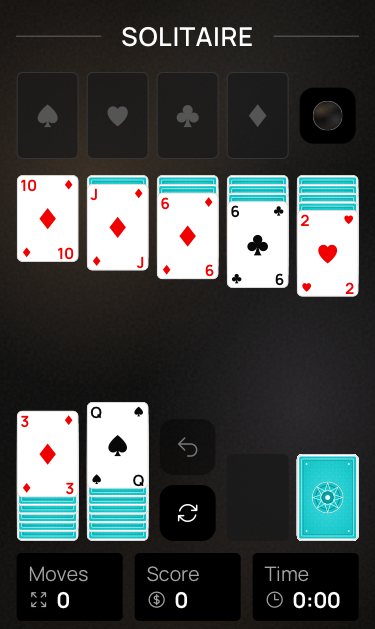 SOLITAIRE
10 J 6 6 2
10 J 6 6 2
3 Q
3 Q
Moves Score Time
0 0 0:00